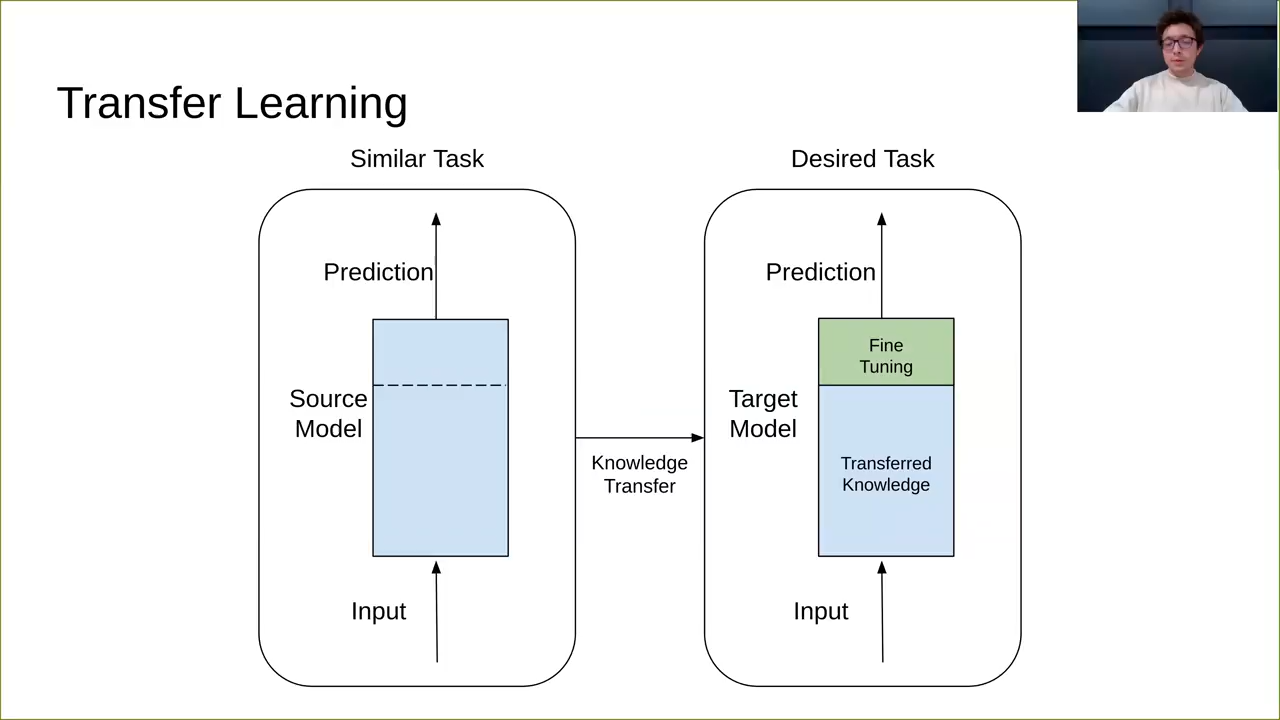 Transfer Learning
Similar Task
Prediction
Source
Model
Input
Knowledge
Transfer
Desired Task
Prediction
Fine
Tuning
Target
Model
Transferred
Knowledge
Input